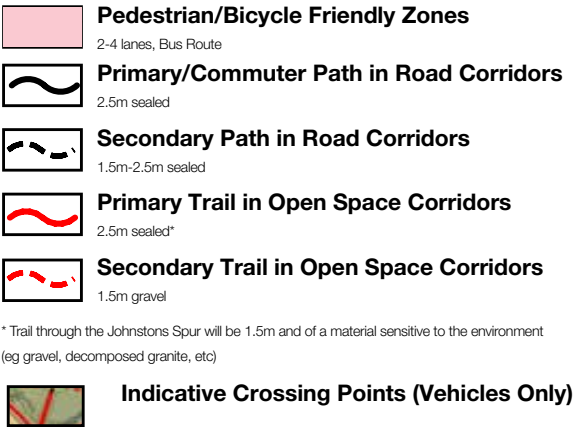 Pedestrian/Bicycle Friendly Zones
2-4 lanes, Bus Route
Primary/Commuter Path in Road Corridors
2.5m sealed
Secondary Path in Road Corridors
1.5m-2.5m sealed
Primary Trail in Open Space Corridors
2.5m sealed*
Secondary Trail in Open Space Corridors
1.5m gravel
* Trail through the Johnstons Spur will be 1.5m and of a material sensitive to the environment
(eg gravel, decomposed granite, etc)
Indicative Crossing Points (Vehicles Only)